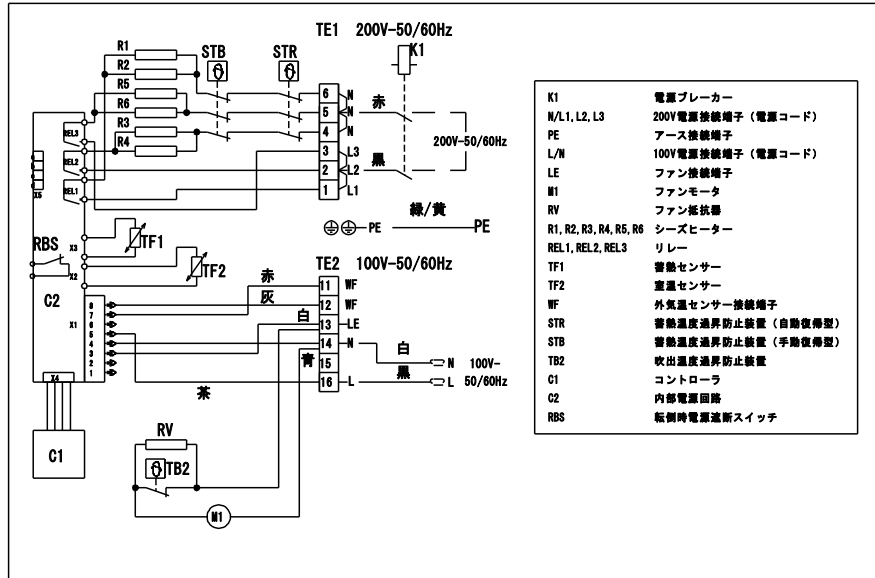 TE1 200V-50/60Hz
K1
R1
R2
R5
R6
R3
R4
STB
STR
6 N
5 N
4 N
3 L3
2 L2
1 L1
赤
黒
200V-50/60Hz
緑/黄
PE
PE
REL3
REL2
REL1
X5
RBS
X3
X2
TF1
TF2
C2
X1
8
7
6
5
4
3
2
1
X4
C1
TE2 100V-50/60Hz
赤
灰
白
青
茶
11 WF
12 WF
13 LE
14 N
15
16 L
白
黒
N 100V-
L 50/60Hz
RV
TB2
M1
K1 電源ブレーカー
N/L1, L2, L3 200V電源接続端子（電源コード）
PE アース接続端子
L/N 100V電源接続端子（電源コード）
LE ファン接続端子
M1 ファンモータ
RV ファン抵抗器
R1, R2, R3, R4, R5, R6 シーズヒーター
REL1, REL2, REL3 リレー
TF1 蓄熱センサー
TF2 室温センサー
WF 外気温センサー接続端子
STR 蓄熱温度過昇防止装置（自動復帰型）
STB 蓄熱温度過昇防止装置（手動復帰型）
TB2 吹出温度過昇防止装置
C1 コントローラ
C2 内部電源回路
RBS 転倒時電源遮断スイッチ